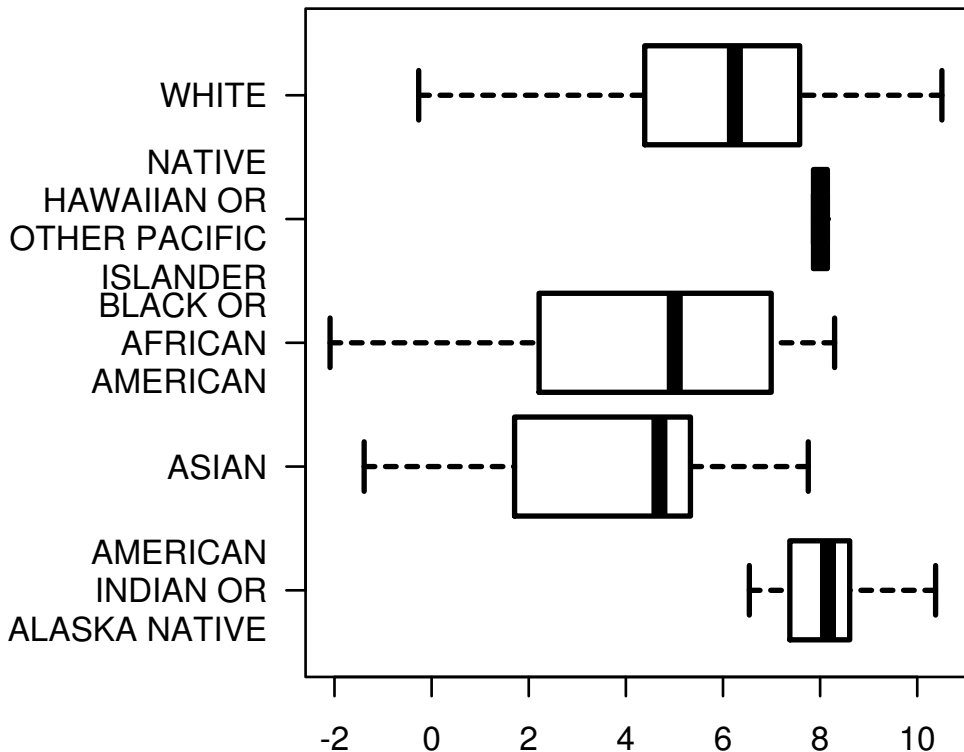 WHITE
NATIVE
HAWAIIAN OR
OTHER PACIFIC
ISLANDER
BLACK OR
AFRICAN
AMERICAN
ASIAN
AMERICAN
INDIAN OR
ALASKA NATIVE
-2 0 2 4 6 8 10